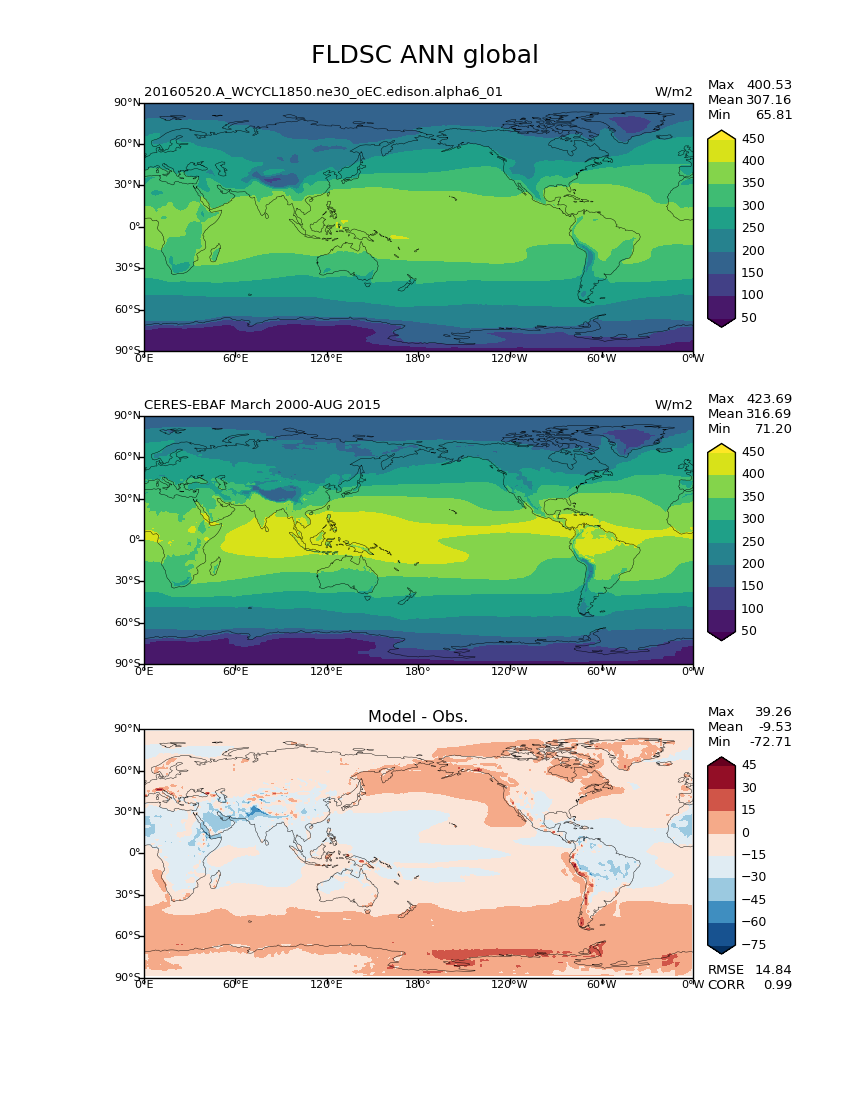 FLDSC ANN global
20160520.A_WCYCL1850.ne30_oEC.edison.alpha6_01 W/m2
Max 400.53
Mean 307.16
Min 65.81
90°N
60°N
30°N
0°
30°S
60°S
90°S
0°E 60°E 120°E 180° 120°W 60°W 0°W
450
400
350
300
250
200
150
100
50
CERES-EBAF March 2000-AUG 2015 W/m2
Max 423.69
Mean 316.69
Min 71.20
90°N
60°N
30°N
0°
30°S
60°S
90°S
0°E 60°E 120°E 180° 120°W 60°W 0°W
450
400
350
300
250
200
150
100
50
Model - Obs.
Max 39.26
Mean -9.53
Min -72.71
90°N
60°N
30°N
0°
30°S
60°S
90°S
0°E 60°E 120°E 180° 120°W 60°W 0°W
45
30
15
0
−15
−30
−45
−60
−75
RMSE 14.84
CORR 0.99